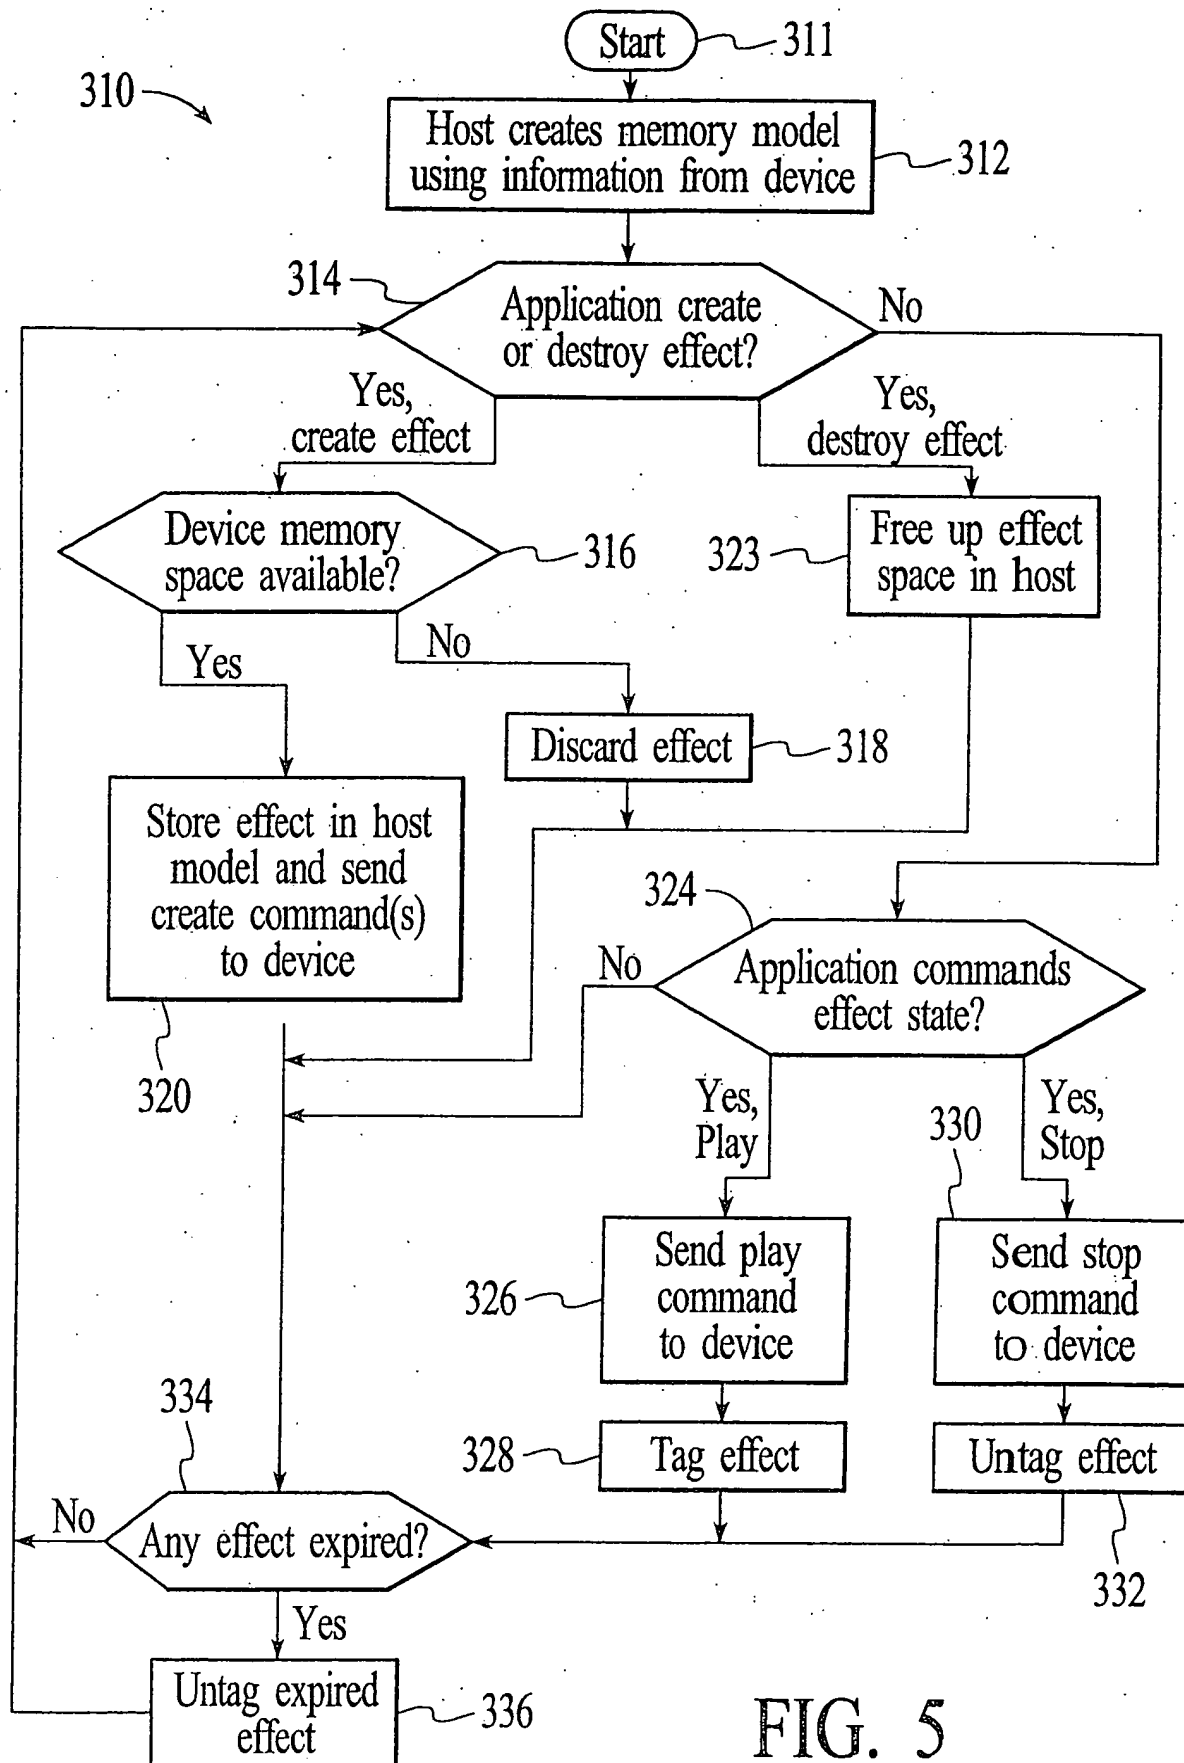 Start
311
310
Host creates memory model
using information from device
312
314
Application create
or destroy effect?
No
Yes,
create effect
Yes,
destroy effect
Device memory
space available?
316
323
Free up effect
space in host
Yes
No
Discard effect
318
Store effect in host
model and send
create command(s)
to device
320
324
No
Application commands
effect state?
Yes,
Play
330
Yes,
Stop
326
Send play
command
to device
Send stop
command
to device
334
328
Tag effect
Untag effect
332
No
Any effect expired?
Yes
Untag expired
effect
336
FIG. 5